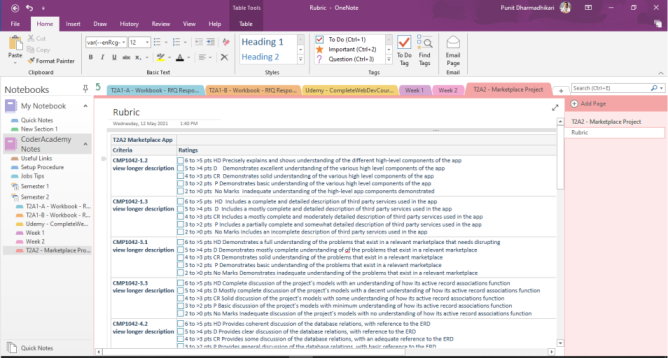 Table Tools
Rubric - OneNote
Punit Dharmadhikari
File
Home
Insert
Draw
History
Review
View
Help
Table
Paste
Cut
Copy
Format Painter
Clipboard
var(--enRcg-
12
Basic Text
Heading 1
Heading 2
Styles
To Do (Ctrl+1)
Important (Ctrl+2)
Question (Ctrl+3)
Tags
To Do Tag
Find Tags
Email Page
Email
Notebooks
My Notebook
Quick Notes
New Section 1
CoderAcademy Notes
Useful Links
Setup Procedure
Jobs Tips
Semester 1
Semester 2
T2A1-A - Workbook - R...
T2A1-B - Workbook - R...
Udemy - CompleteWeb...
Week 1
Week 2
T2A2 - Marketplace Pro...
Quick Notes
5
T2A1-A - Workbook - RfQ Respo...
T2A1-B - Workbook - RfQ Respo...
Udemy - CompleteWebDevCour...
Week 1
Week 2
T2A2 - Marketplace Project
Search (Ctrl+E)
Add Page
T2A2 - Marketplace Project
Rubric
Rubric
Wednesday, 12 May 2021 1:40 PM
T2A2 Marketplace App
Criteria Ratings
CMP1042-1.2
view longer description
6 to >5 pts HD Precisely explains and shows understanding of the different high-level components of the app
5 to >4 pts D Demonstrates excellent understanding of the various high level components of the app
4 to >3 pts CR Demonstrates solid understanding of the various high level components of the app
3 to >2 pts P Demonstrates basic understanding of the various high level components of the app
2 to >0 pts No Marks Inadequate understanding of the high-level app components demonstrated
CMP1042-1.3
view longer description
6 to >5 pts HD Includes a complete and detailed description of third party services used in the app
5 to >4 pts D Includes a mostly complete and detailed description of third party services used in the app
4 to >3 pts CR Includes a mostly complete and moderately detailed description of third party services used in the app
3 to >2 pts P Includes a partially complete and somewhat detailed description of third party services used in the app
2 to >0 pts No Marks Includes an incomplete description of third party services used in the app
CMP1042-5.1
view longer description
6 to >5 pts HD Demonstrates a full understanding of the problems that exist in a relevant marketplace that needs disrupting
5 to >4 pts D Demonstrates mostly complete understanding of all the problems that exist in a relevant marketplace
4 to >3 pts CR Demonstrates solid understanding of the problems that exist in a relevant marketplace
3 to >2 pts P Demonstrates basic understanding of the problems that exist in a relevant marketplace
2 to >0 pts No Marks Demonstrates inadequate understanding of the problems that exist in a relevant marketplace
CMP1042-5.3
view longer description
6 to >5 pts HD Complete discussion of the project's models with an understanding of how its active record associations function
5 to >4 pts D Mostly complete discussion of the project's models with a decent understanding of how its active record associations function
4 to >3 pts CR Solid discussion of the project's models with some understanding of how its active record associations function
3 to >2 pts P Basic discussion of the project's models with minimum understanding of how its active record associations function
2 to >0 pts No Marks Inadequate discussion of the project's models with no understanding of how its active record associations function
CMP1042-4.2
view longer description
6 to >5 pts HD Provides coherent discussion of the database relations, with reference to the ERD
5 to >4 pts D Provides clear discussion of the database relations, with reference to the ERD
4 to >3 pts CR Provides some discussion of the database relations, with an adequate reference to the ERD
3 to >2 pts P Provides general discussion of the database relations, with basic reference to the ERD